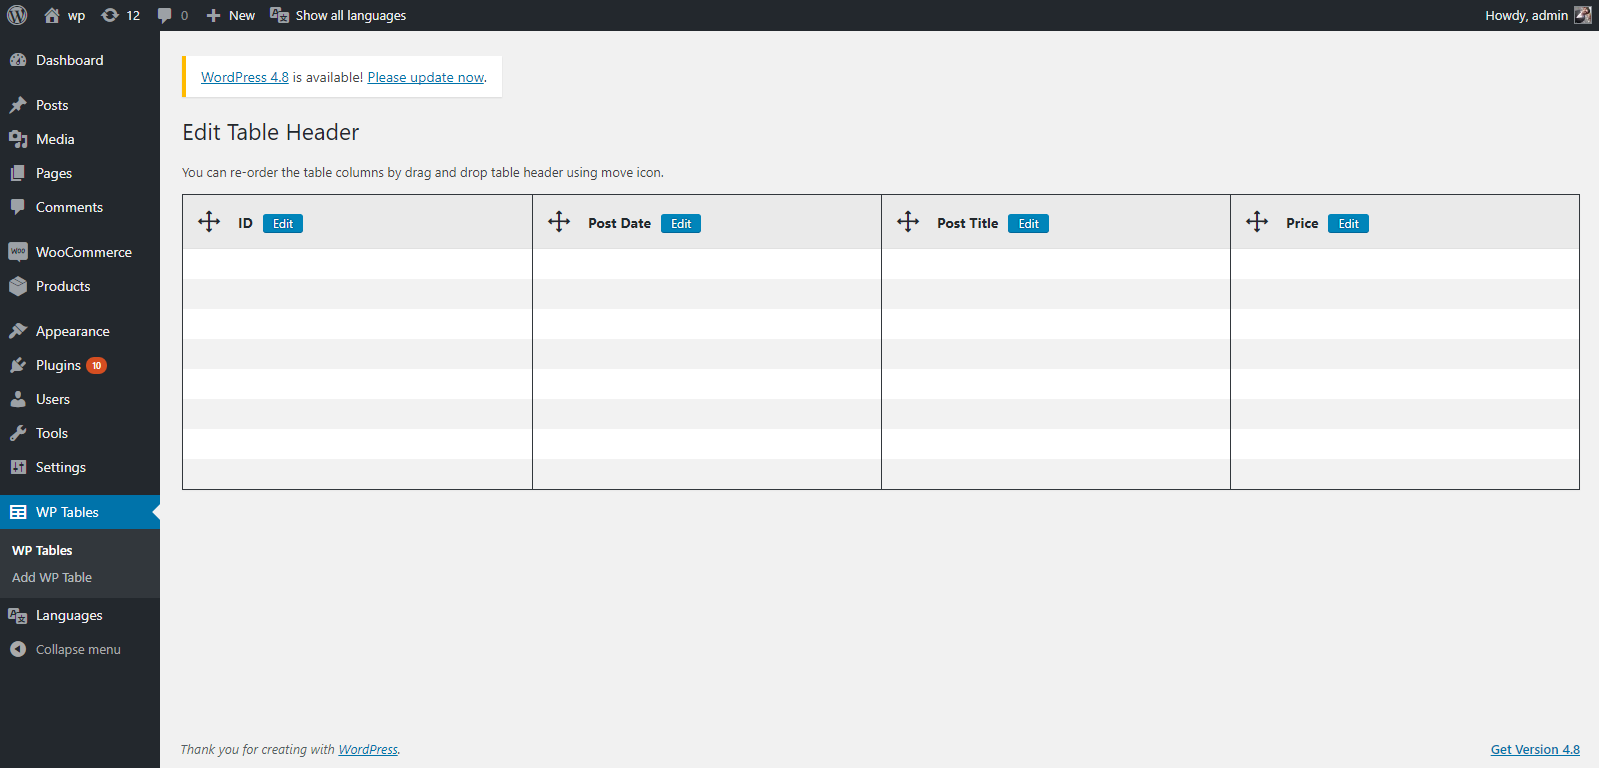 wp 12 0 New Show all languages Howdy, admin
Dashboard
Posts
Media
Pages
Comments
WOO WooCommerce
Products
Appearance
Plugins 10
Users
Tools
Settings
WP Tables
WP Tables
Add WP Table
Languages
Collapse menu
WordPress 4.8 is available! Please update now.
Edit Table Header
You can re-order the table columns by drag and drop table header using move icon.
ID Edit Post Date Edit Post Title Edit Price Edit
Thank you for creating with WordPress. Get Version 4.8